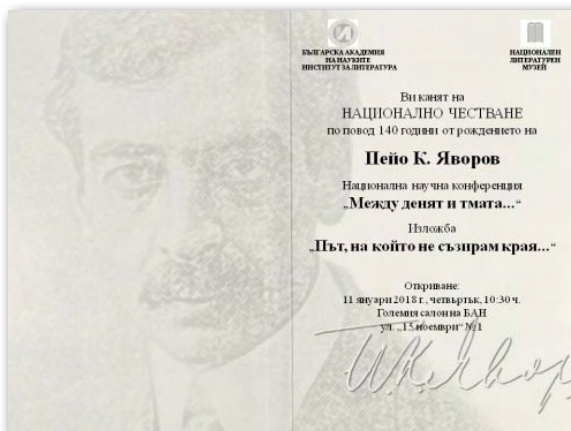 БЪЛГАРСКА АКАДЕМИЯ
НА НАУКИТЕ
ИНСТИТУТ ЗА ЛИТЕРАТУРА
НАЦИОНАЛЕН
ЛИТЕРАТУРЕН
МУЗЕЙ
Ви канят на
НАЦИОНАЛНО ЧЕСТВАНЕ
по повод 140 години от рождението на
Пейо К. Яворов
Национална научна конференция
„Между денят и тмата...“
Изложба
„Път, на който не съзирам края...“
Откриване:
11 януари 2018 г., четвъртък, 10:30 ч.
Големия салон на БАН
ул. „15 ноември“ №1